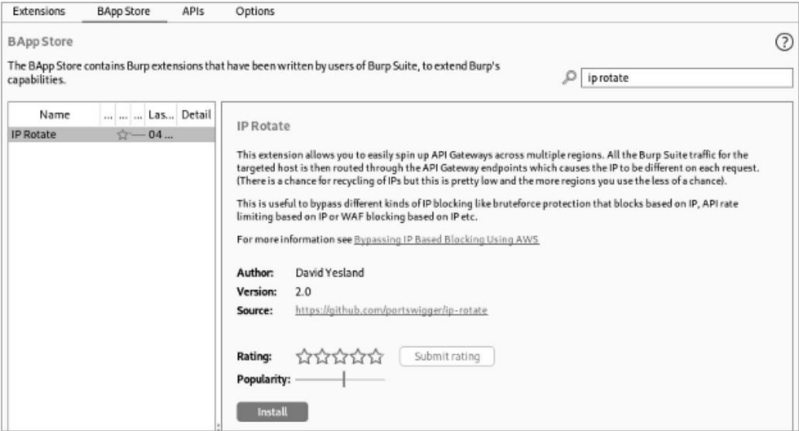 Extensions BApp Store APIs Options
BApp Store
The BApp Store contains Burp extensions that have been written by users of Burp Suite, to extend Burp's
capabilities.
ip rotate
Name ... ... ... Las... Detail
IP Rotate 04 ...
IP Rotate
This extension allows you to easily spin up API Gateways across multiple regions. All the Burp Suite traffic for the
targeted host is then routed through the API Gateway endpoints which causes the IP to be different on each request.
(There is a chance for recycling of IPs but this is pretty low and the more regions you use the less of a chance).
This is useful to bypass different kinds of IP blocking like bruteforce protection that blocks based on IP, API rate
limiting based on IP or WAF blocking based on IP etc.
For more information see Bypassing IP Based Blocking Using AWS
Author: David Yesland
Version: 2.0
Source: https://github.com/portswigger/ip-rotate
Rating: Submit rating
Popularity:
Install